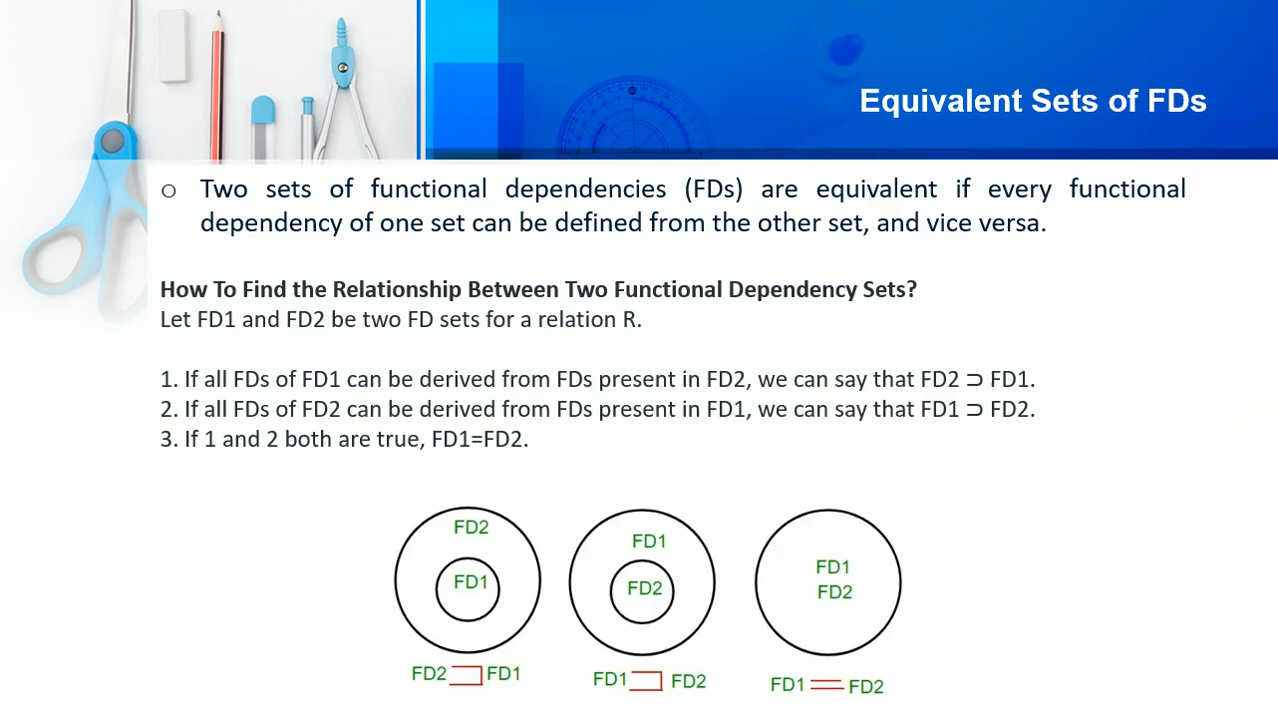 Equivalent Sets of FDs
○ Two sets of functional dependencies (FDs) are equivalent if every functional
dependency of one set can be defined from the other set, and vice versa.
How To Find the Relationship Between Two Functional Dependency Sets?
Let FD1 and FD2 be two FD sets for a relation R.
1. If all FDs of FD1 can be derived from FDs present in FD2, we can say that FD2 ⊃ FD1.
2. If all FDs of FD2 can be derived from FDs present in FD1, we can say that FD1 ⊃ FD2.
3. If 1 and 2 both are true, FD1=FD2.
FD2
FD1
FD2 ⊐ FD1
FD1
FD2
FD1 ⊐ FD2
FD1
FD2
FD1 = FD2